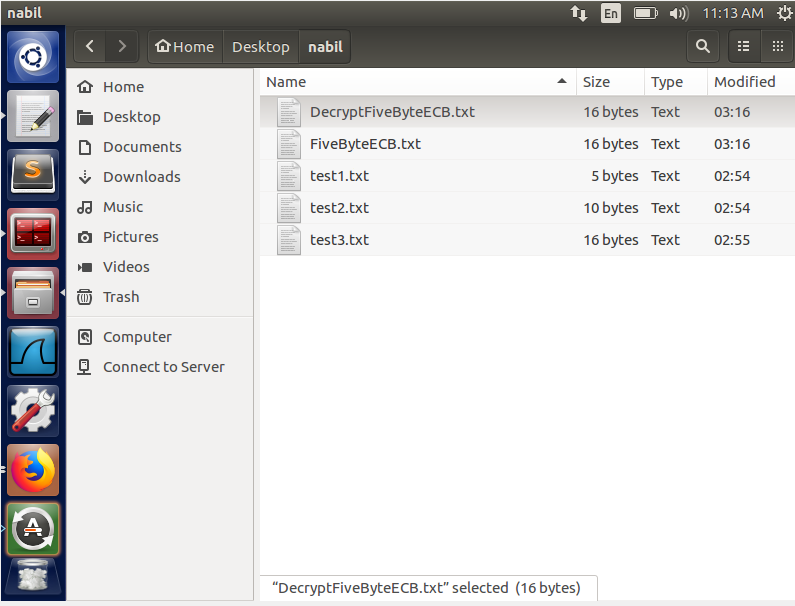 nabil En 11:13 AM
Home Desktop nabil
Name Size Type Modified
Home
Desktop
Documents
Downloads
Music
Pictures
Videos
Trash
Computer
Connect to Server
DecryptFiveByteECB.txt 16 bytes Text 03:16
FiveByteECB.txt 16 bytes Text 03:16
test1.txt 5 bytes Text 02:54
test2.txt 10 bytes Text 02:54
test3.txt 16 bytes Text 02:55
“DecryptFiveByteECB.txt” selected (16 bytes)